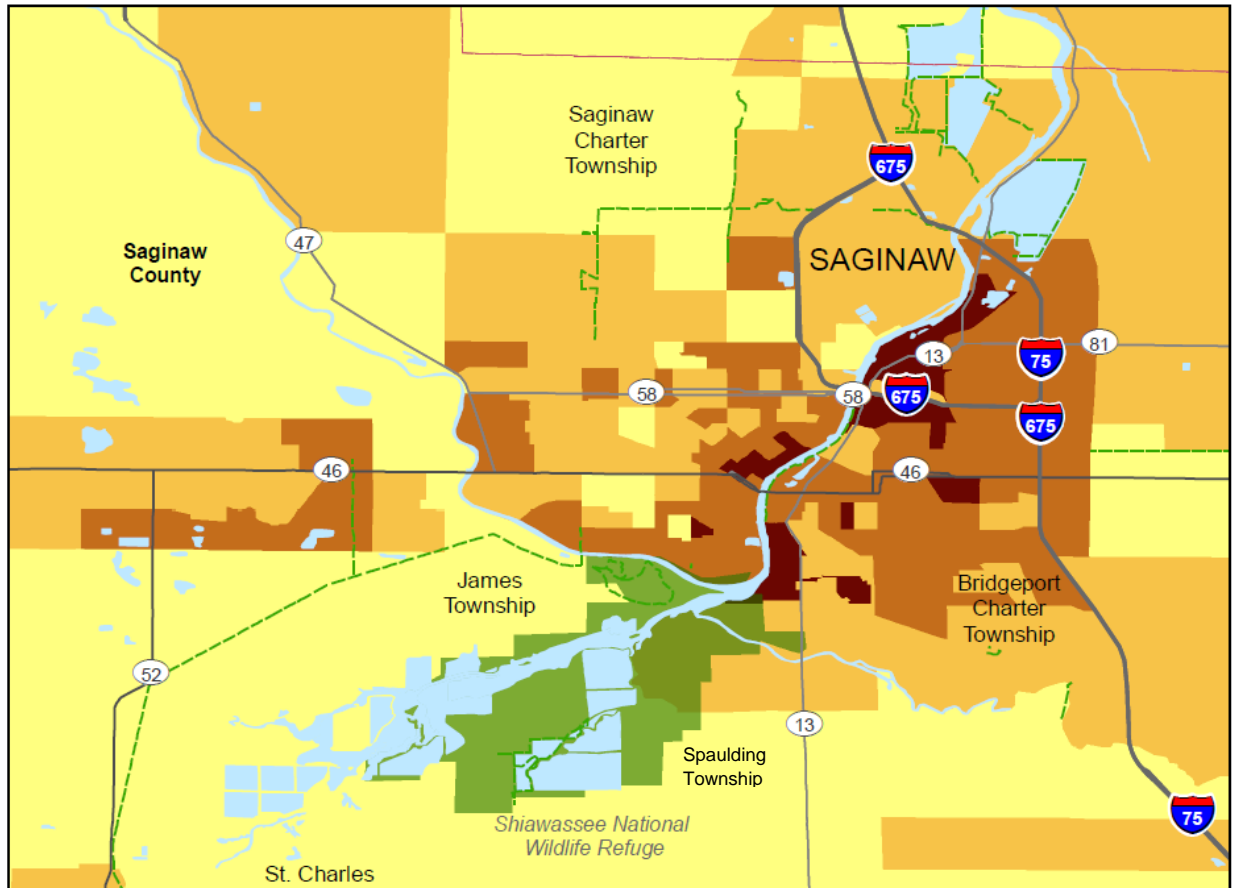 Saginaw
Charter
Township
675
47
Saginaw
County
SAGINAW
13
75
81
58
58
675
675
46
46
James
Township
Bridgeport
Charter
Township
52
13
Spaulding
Township
75
Shiawassee National
Wildlife Refuge
St. Charles